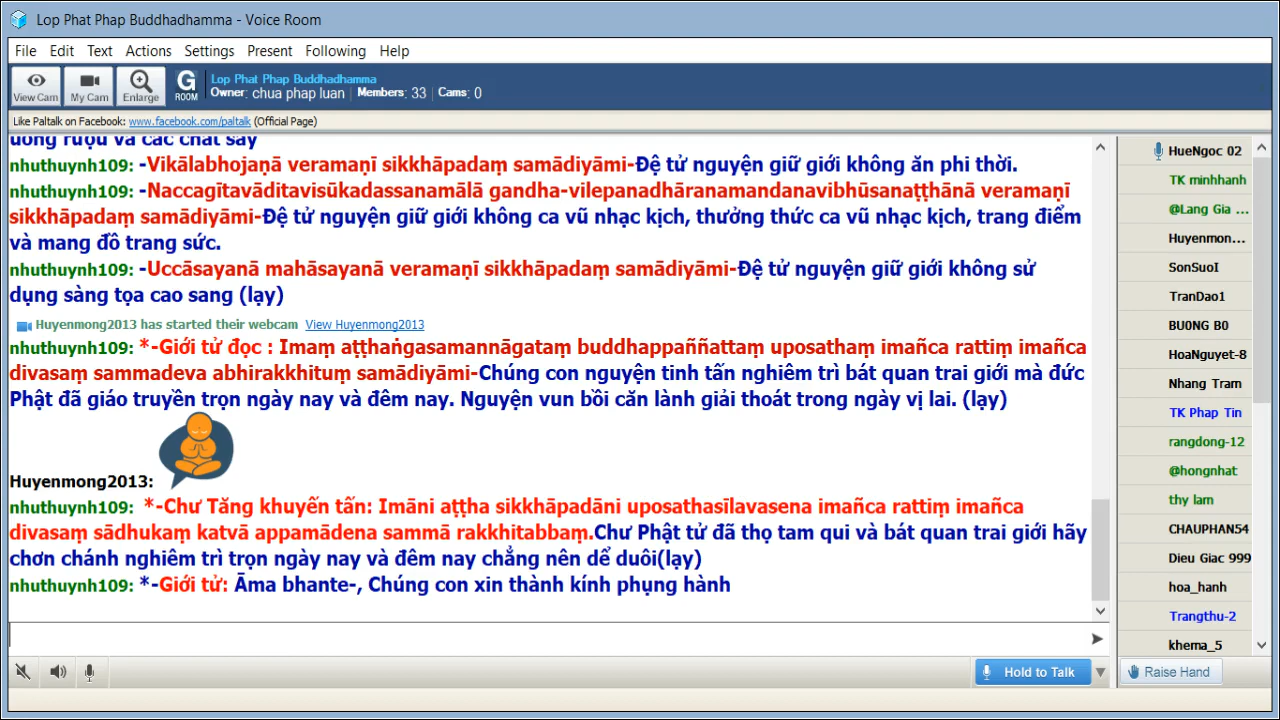 Lop Phat Phap Buddhadhamma - Voice Room
File Edit Text Actions Settings Present Following Help
View Cam My Cam Enlarge G ROOM
Lop Phat Phap Buddhadhamma
Owner: chua phap luan | Members: 33 | Cams: 0
Like Paltalk on Facebook: www.facebook.com/paltalk (Official Page)
uống rượu và các chất say
nhuthuynh109: -Vikālabhojaṇā veramaṇī sikkhāpadaṃ samādiyāmi-Đệ tử nguyện giữ giới không ăn phi thời.
nhuthuynh109: -Naccagītavāditavisūkadassanamālā gandha-vilepanadhāranamandanavibhūsanaṭṭhānā veramaṇī
sikkhāpadaṃ samādiyāmi-Đệ tử nguyện giữ giới không ca vũ nhạc kịch, thưởng thức ca vũ nhạc kịch, trang điểm
và mang đồ trang sức.
nhuthuynh109: -Uccāsayanā mahāsayanā veramaṇī sikkhāpadaṃ samādiyāmi-Đệ tử nguyện giữ giới không sử
dụng sàng tọa cao sang (lạy)
Huyenmong2013 has started their webcam View Huyenmong2013
nhuthuynh109: *-Giới tử đọc : Imaṃ aṭṭhaṅgasamannāgataṃ buddhappaññattaṃ uposathaṃ imañca rattiṃ imañca
divasaṃ sammadeva abhirakkhituṃ samādiyāmi-Chúng con nguyện tinh tấn nghiêm trì bát quan trai giới mà đức
Phật đã giáo truyền trọn ngày nay và đêm nay. Nguyện vun bồi căn lành giải thoát trong ngày vị lai. (lạy)
Huyenmong2013:
nhuthuynh109: *-Chư Tăng khuyến tấn: Imāni aṭṭha sikkhāpadāni uposathasīlavasena imañca rattiṃ imañca
divasaṃ sādhukaṃ katvā appamādena sammā rakkhitabbaṃ.Chư Phật tử đã thọ tam qui và bát quan trai giới hãy
chơn chánh nghiêm trì trọn ngày nay và đêm nay chẳng nên dể duôi(lạy)
nhuthuynh109: *-Giới tử: Āma bhante-, Chúng con xin thành kính phụng hành
HueNgoc 02
TK minhhanh
@Lang Gia ...
Huyenmon...
SonSuoI
TranDao1
BU0NG B0
HoaNguyet-8
Nhang Tram
TK Phap Tin
rangdong-12
@hongnhat
thy lam
CHAUPHAN54
Dieu Giac 999
hoa_hanh
Trangthu-2
khema_5
Hold to Talk
Raise Hand